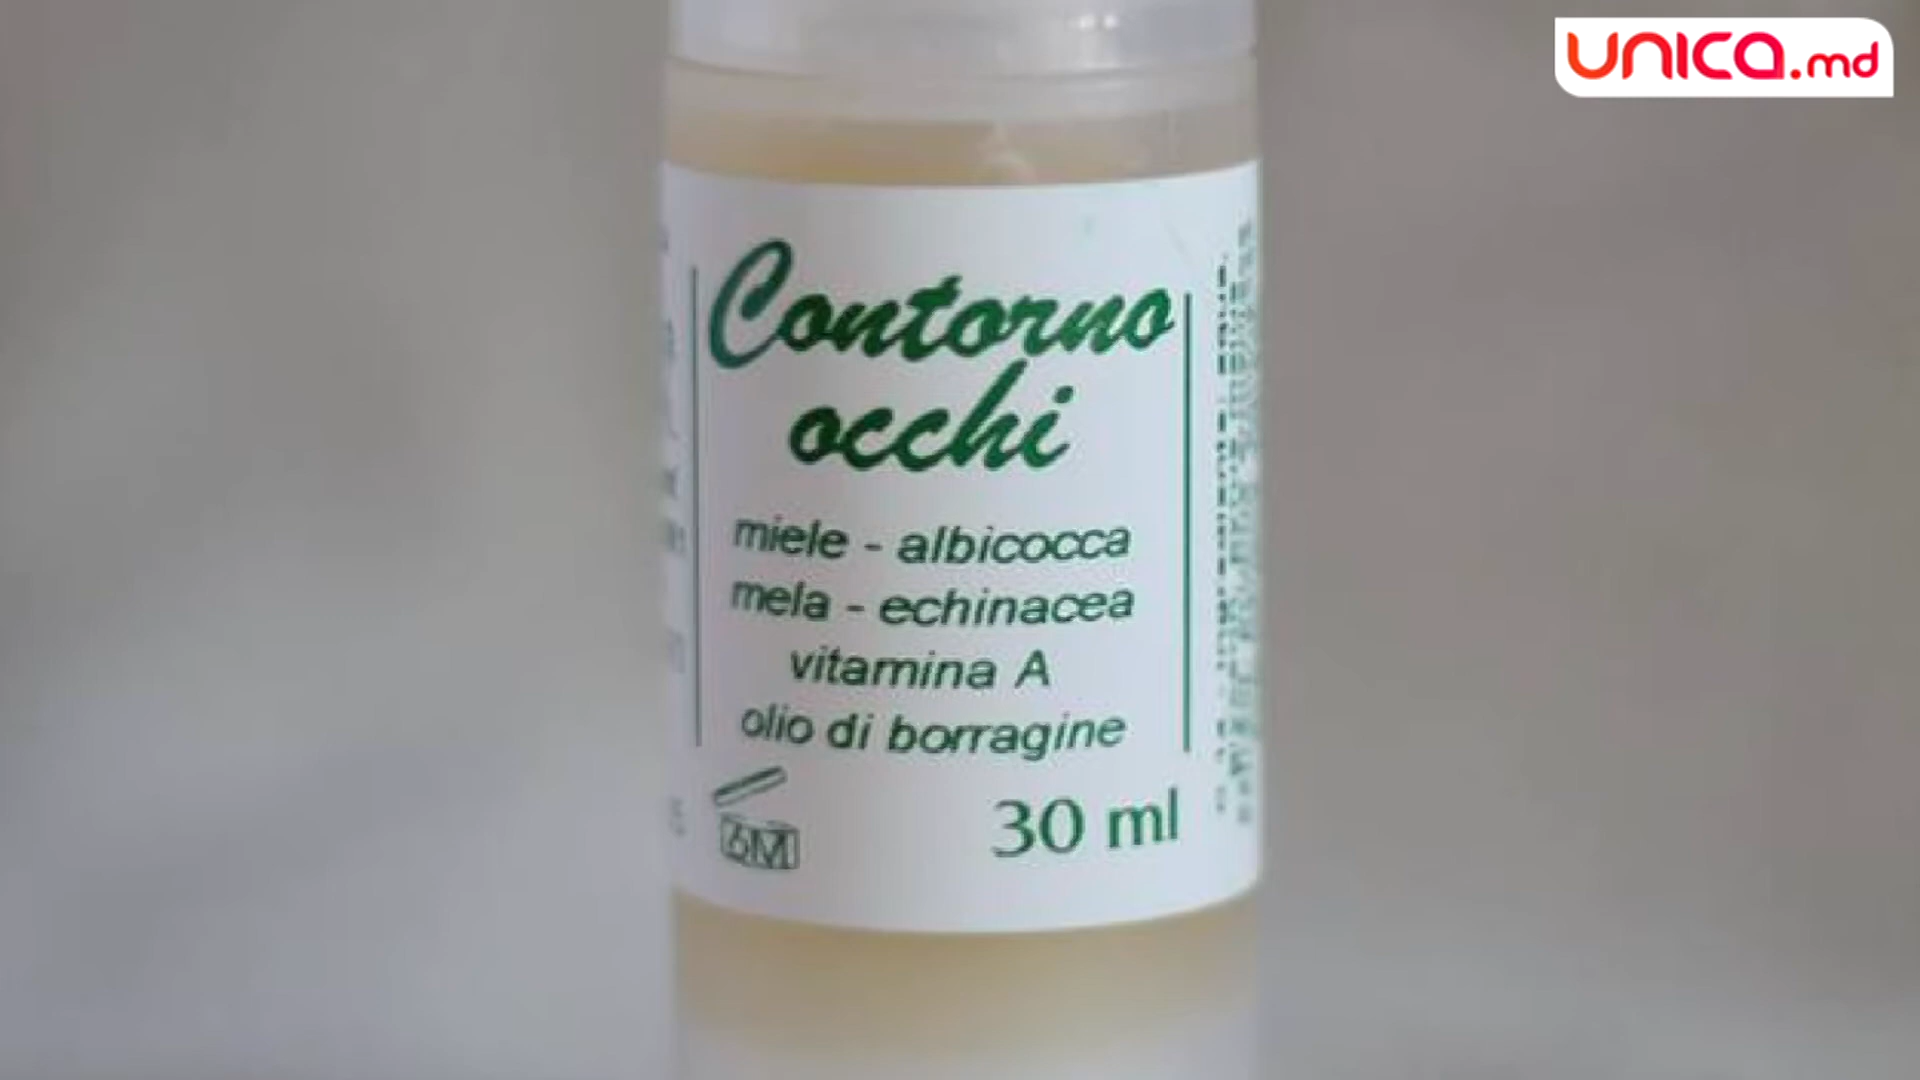 unica.md
Contorno
occhi
miele - albicocca
mela - echinacea
vitamina A
olio di borragine
6M
30 ml